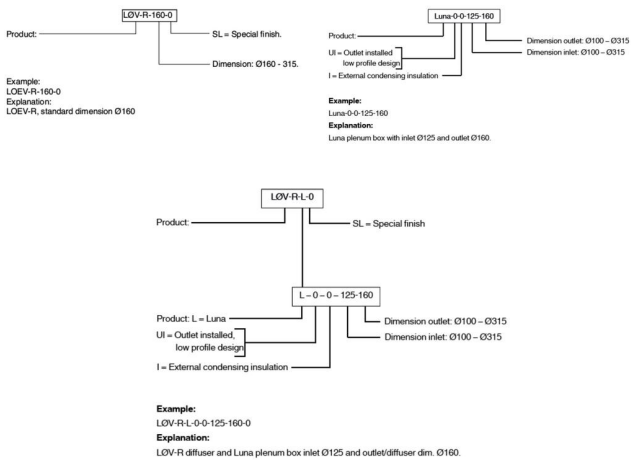 LØV-R-160-0
Product:
SL = Special finish.
Dimension: Ø160 - 315.
Example:
LOEV-R-160-0
Explanation:
LOEV-R, standard dimension Ø160
Luna-0-0-125-160
Product:
Dimension outlet: Ø100 – Ø315
UI = Outlet installed
Dimension inlet: Ø100 – Ø315
low profile design
I = External condensing insulation
Example:
Luna-0-0-125-160
Explanation:
Luna plenum box with inlet Ø125 and outlet Ø160.
LØV-R-L-0
Product:
SL = Special finish
L – 0 – 0 – 125-160
Product: L = Luna
Dimension outlet: Ø100 – Ø315
UI = Outlet installed,
Dimension inlet: Ø100 – Ø315
low profile design
I = External condensing insulation
Example:
LØV-R-L-0-0-125-160-0
Explanation:
LØV-R diffuser and Luna plenum box inlet Ø125 and outlet/diffuser dim. Ø160.